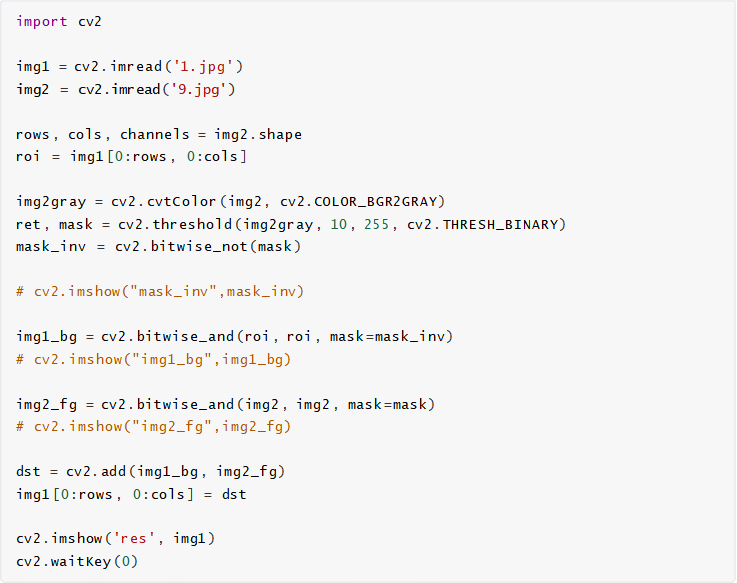 import cv2
img1 = cv2.imread('1.jpg')
img2 = cv2.imread('9.jpg')
rows, cols, channels = img2.shape
roi = img1[0:rows, 0:cols]
img2gray = cv2.cvtColor(img2, cv2.COLOR_BGR2GRAY)
ret, mask = cv2.threshold(img2gray, 10, 255, cv2.THRESH_BINARY)
mask_inv = cv2.bitwise_not(mask)
# cv2.imshow("mask_inv",mask_inv)
img1_bg = cv2.bitwise_and(roi, roi, mask=mask_inv)
# cv2.imshow("img1_bg",img1_bg)
img2_fg = cv2.bitwise_and(img2, img2, mask=mask)
# cv2.imshow("img2_fg",img2_fg)
dst = cv2.add(img1_bg, img2_fg)
img1[0:rows, 0:cols] = dst
cv2.imshow('res', img1)
cv2.waitKey(0)